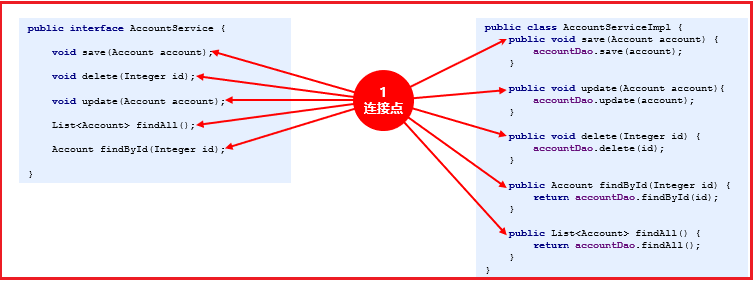 public interface AccountService {
void save(Account account);
void delete(Integer id);
void update(Account account);
List<Account> findAll();
Account findById(Integer id);
}
1
连接点
public class AccountServiceImpl {
public void save(Account account) {
accountDao.save(account);
}
public void update(Account account){
accountDao.update(account);
}
public void delete(Integer id) {
accountDao.delete(id);
}
public Account findById(Integer id) {
return accountDao.findById(id);
}
public List<Account> findAll() {
return accountDao.findAll();
}
}